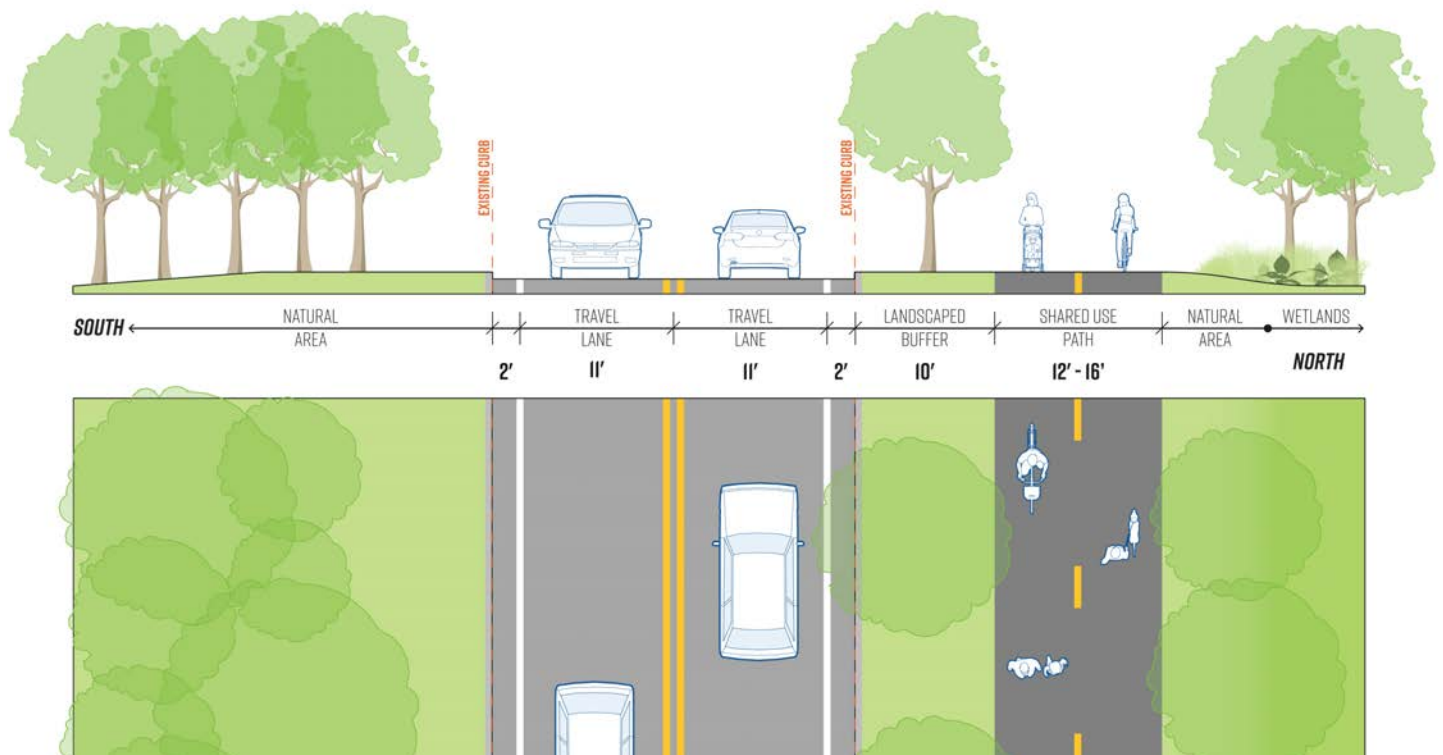 EXISTING CURB
EXISTING CURB
SOUTH
NATURAL
AREA
TRAVEL
LANE
TRAVEL
LANE
LANDSCAPED
BUFFER
SHARED USE
PATH
NATURAL
AREA
WETLANDS
2'
11'
11'
2'
10'
12' - 16'
NORTH